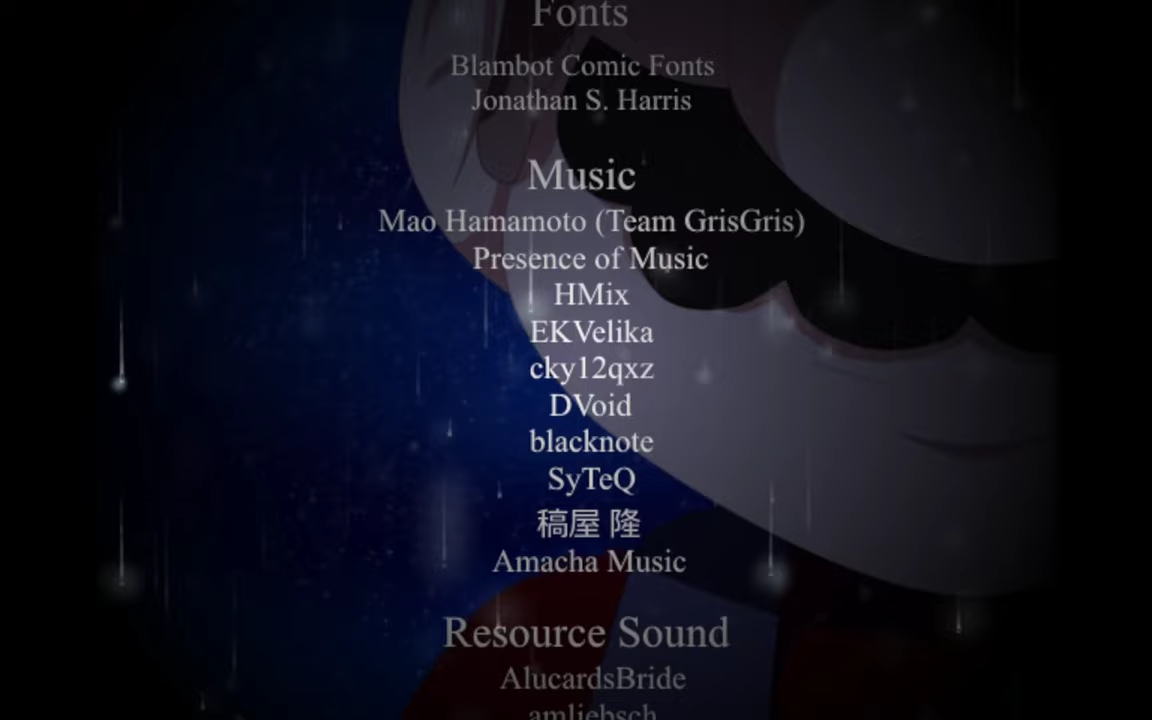 Fonts
Blambot Comic Fonts
Jonathan S. Harris
Music
Mao Hamamoto (Team GrisGris)
Presence of Music
HMix
EKVelika
cky12qxz
DVoid
blacknote
SyTeQ
稿屋 隆
Amacha Music
Resource Sound
AlucardsBride
amliebsch